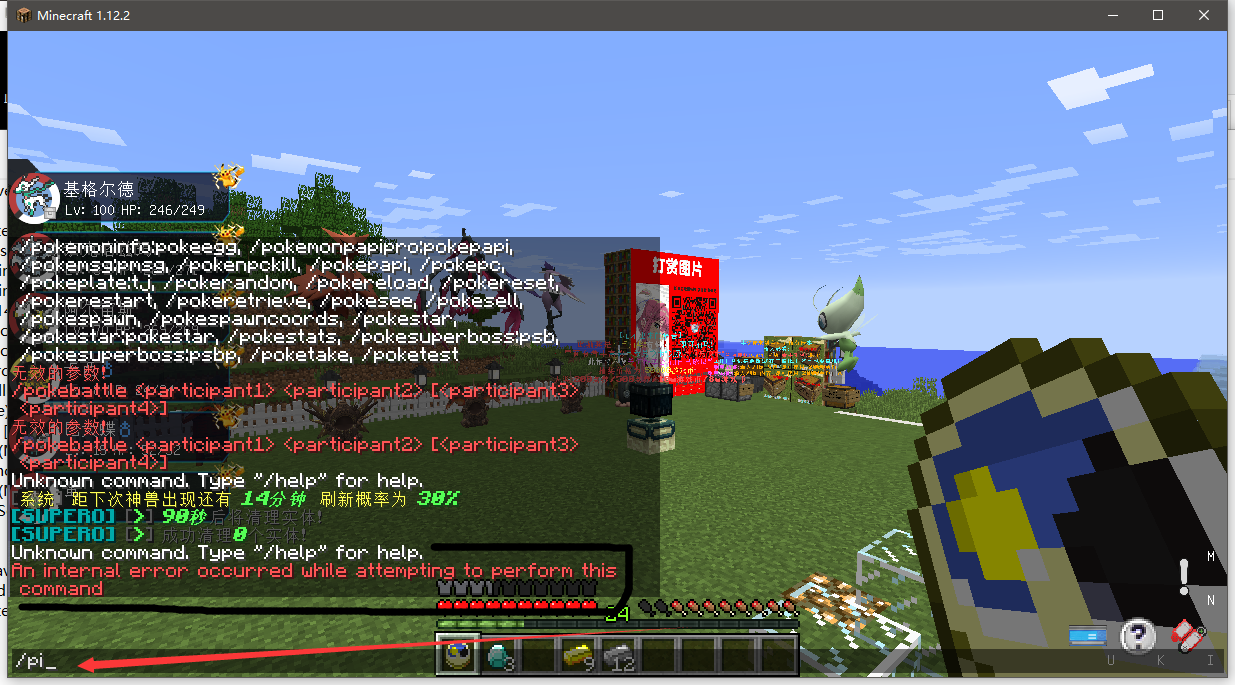 Minecraft 1.12.2
基格尔德
Lv: 100 HP: 246/249
/pokemoninfo:pokeegg, /pokemonpapipro:pokepapi,
/pokemsg:pmsg, /pokenpckill, /pokepapi, /pokepc,
/pokeplate:t.j, /pokerandom, /pokereload, /pokereset,
/pokerestart, /pokeretrieve, /pokesee, /pokesell,
/pokespawn, /pokespawncoords, /pokestar,
/pokestar:pokestar, /pokestats, /pokesuperboss:psb,
/pokesuperboss:psbp, /poketake, /poketest
无效的参数!
/pokebattle <participant1> <participant2> [<participant3>
<participant4>]
无效的参数!
/pokebattle <participant1> <participant2> [<participant3>
<participant4>]
Unknown command. Type "/help" for help.
[系统] 距下次神兽出现还有 14分钟 刷新概率为 30%
[SUPERO] [>] 90秒后将清理实体!
[SUPERO] [>] 成功清理0个实体!
Unknown command. Type "/help" for help.
An internal error occurred while attempting to perform this
command
打赏图片
24
3
9
12
M
N
U
K
I
/pi_